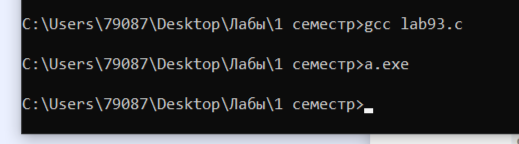 C:\Users\79087\Desktop\Лабы\1 семестр>gcc lab93.c
C:\Users\79087\Desktop\Лабы\1 семестр>a.exe
C:\Users\79087\Desktop\Лабы\1 семестр>